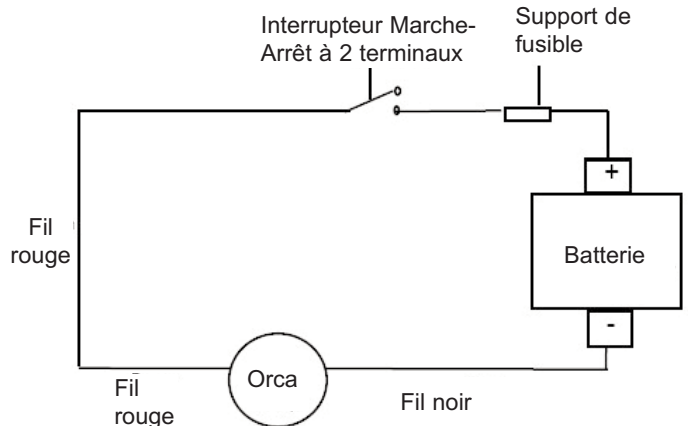 Interrupteur Marche-
Arrêt à 2 terminaux
Support de
fusible
+
Fil
rouge
Batterie
-
Orca
Fil
rouge
Fil noir